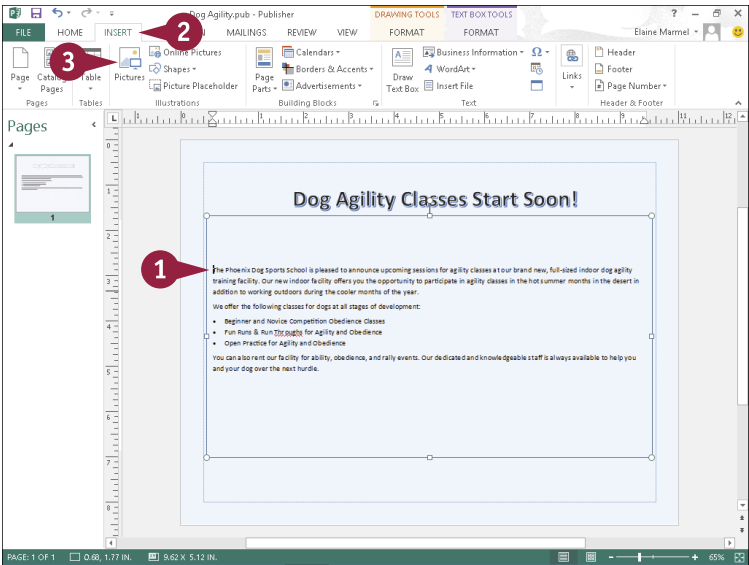 Dog Agility.pub - Publisher
DRAWING TOOLS TEXT BOX TOOLS
? -
FILE HOME INSERT MAILINGS REVIEW VIEW FORMAT FORMAT Elaine Marmel
2
3
Page
Pages
Catalog
Pages
Table
Tables
Pictures
Online Pictures
Shapes
Picture Placeholder
Illustrations
Page
Parts
Calendars
Borders & Accents
Advertisements
Building Blocks
Draw
Text Box
Business Information
WordArt
Insert File
Text
Links
Header
Footer
Page Number
Header & Footer
Pages
1
Dog Agility Classes Start Soon!
1
The Phoenix Dog Sports School is pleased to announce upcoming sessions for agility classes at our brand new, full-sized indoor dog agility
training facility. Our new indoor facility offers you the opportunity to participate in agility classes in the hot summer months in the desert in
addition to working outdoors during the cooler months of the year.
We offer the following classes for dogs at all stages of development:
• Beginner and Novice Competition Obedience Classes
• Fun Runs & Run Throughs for Agility and Obedience
• Open Practice for Agility and Obedience
You can also rent our facility for ability, obedience, and rally events. Our dedicated and knowledgeable staff is always available to help you
and your dog over the next hurdle.
PAGE: 1 OF 1 0.68, 1.77 IN. 9.62 X 5.12 IN. 65%